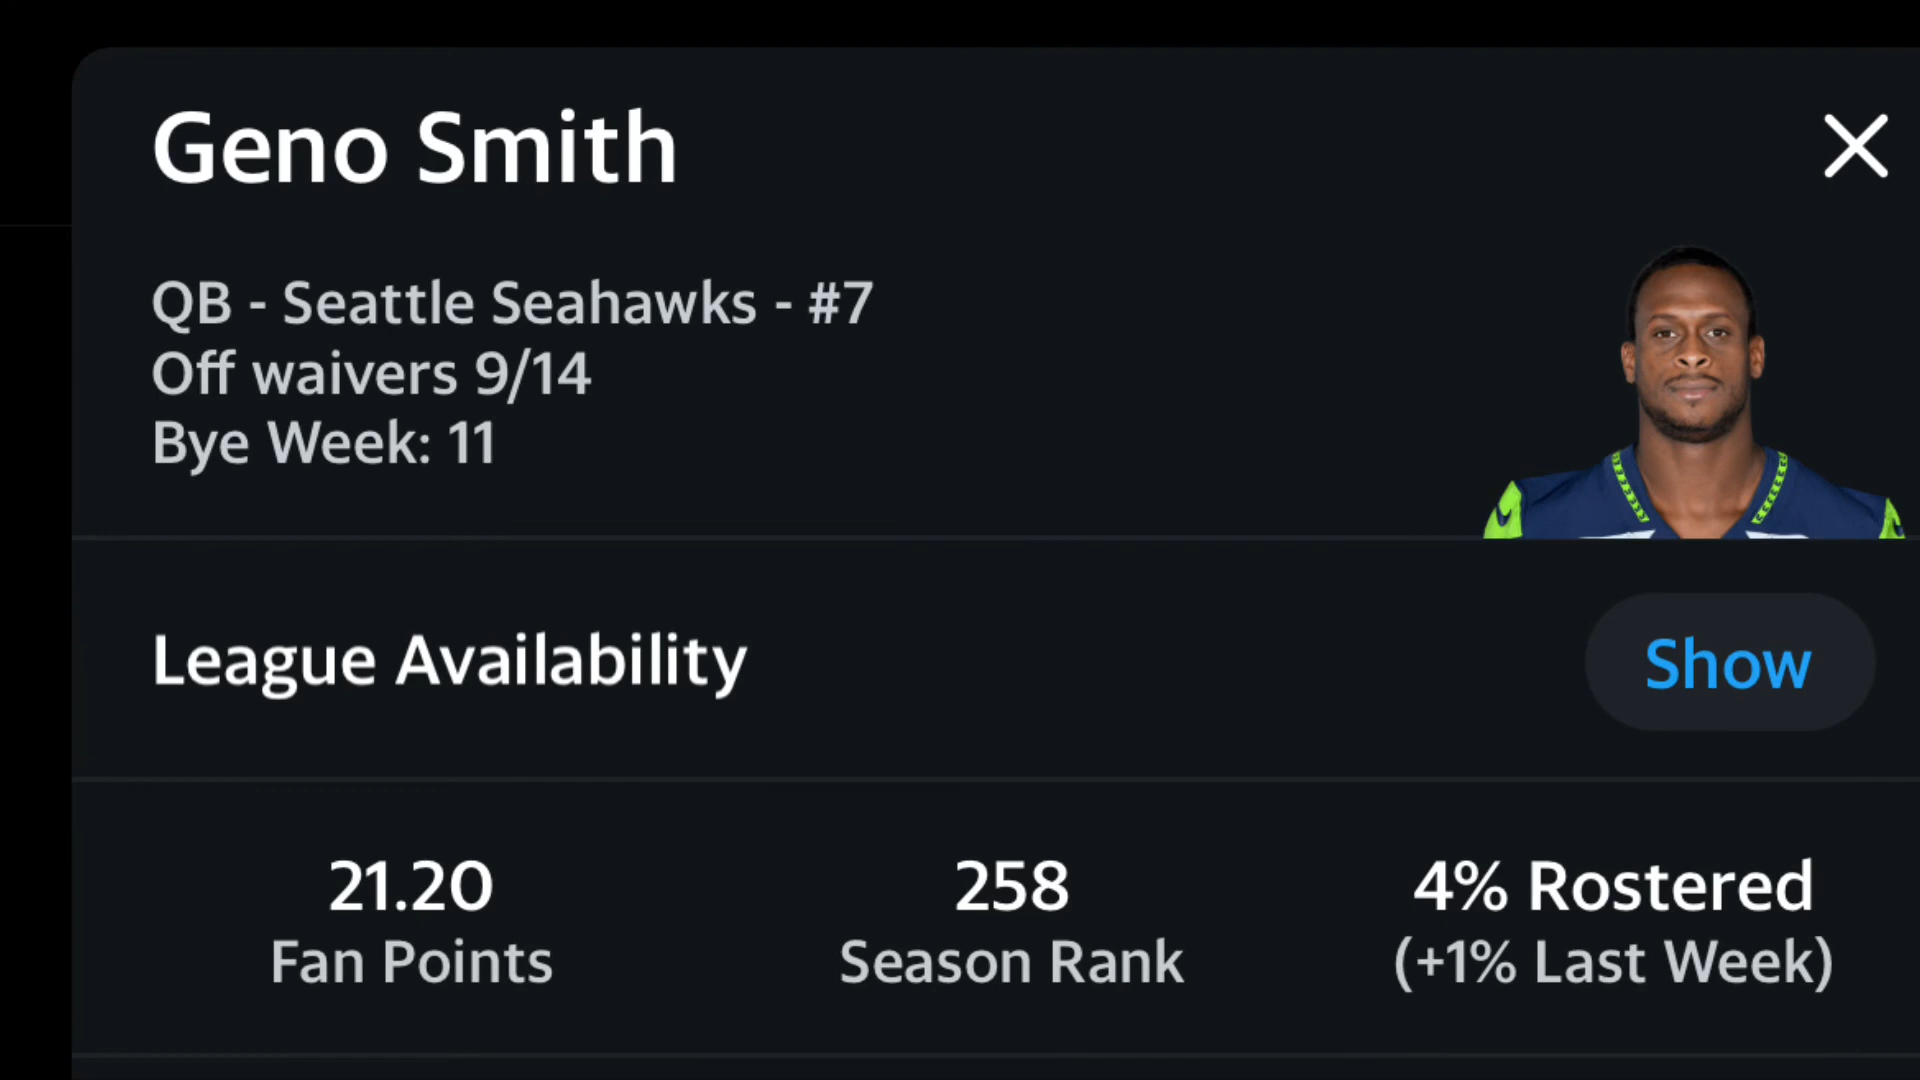 Geno Smith
QB - Seattle Seahawks - #7
Off waivers 9/14
Bye Week: 11
League Availability
Show
21.20
Fan Points
258
Season Rank
4% Rostered
(+1% Last Week)